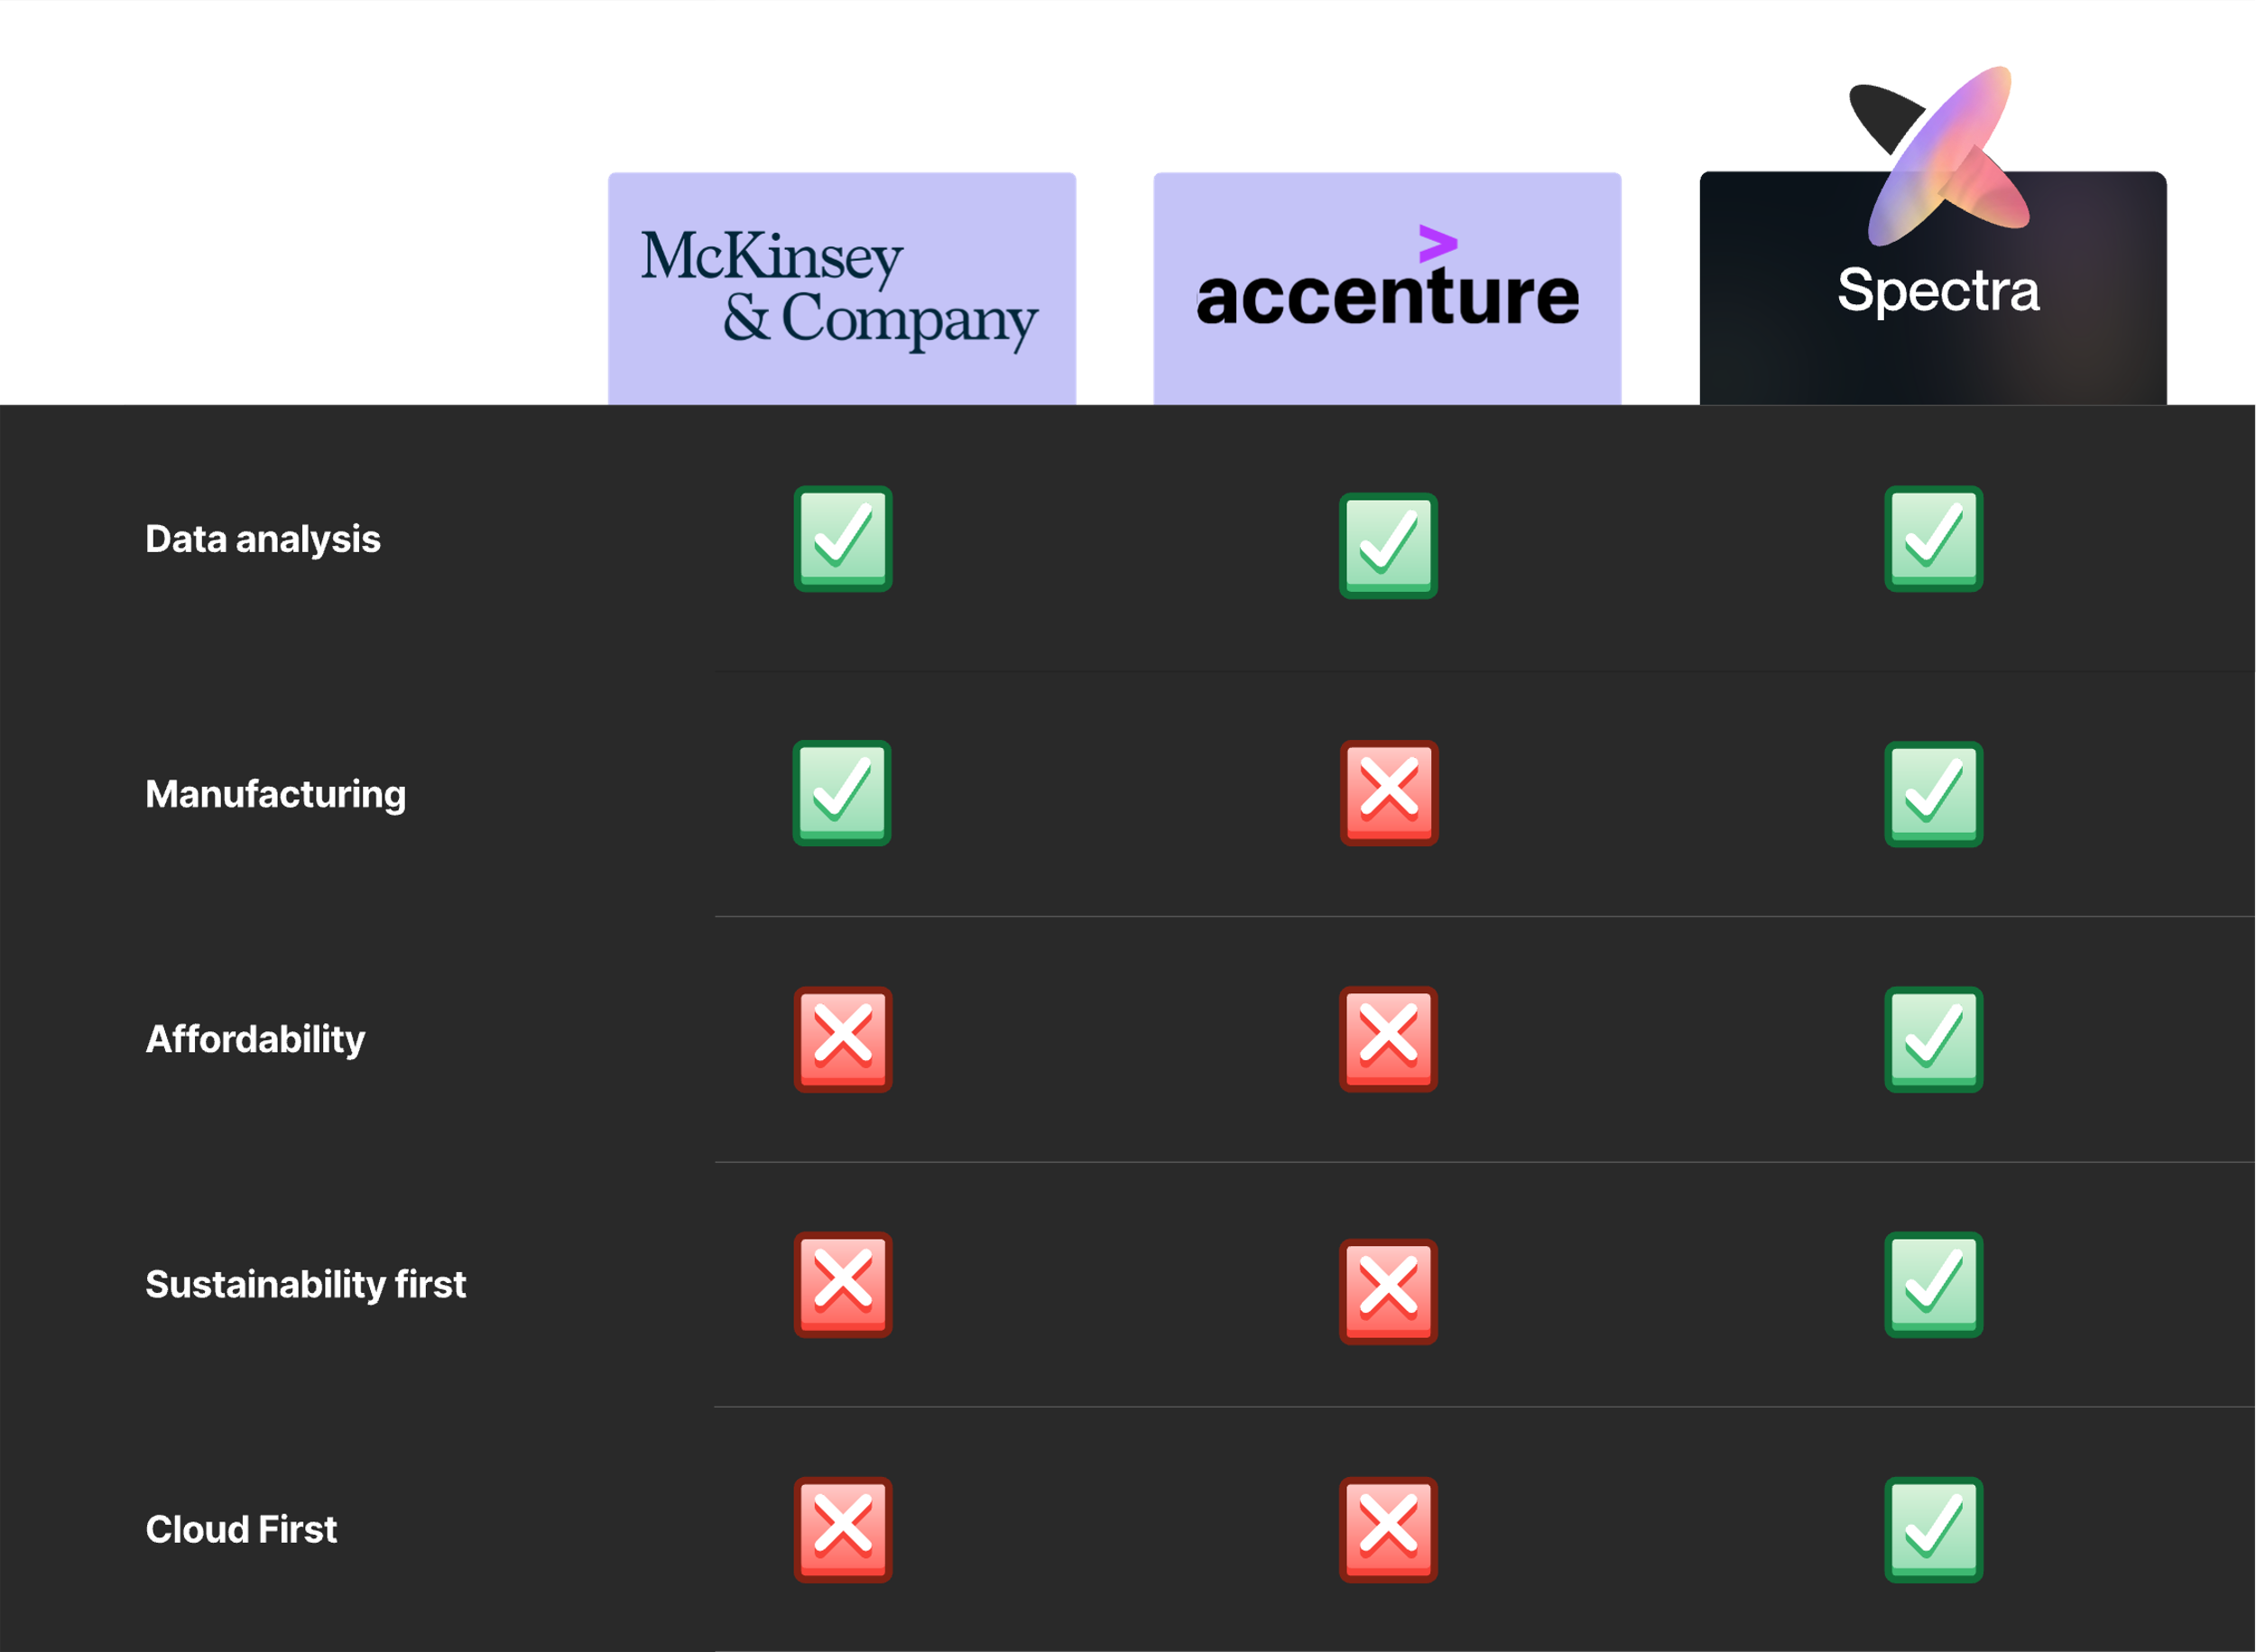 McKinsey
& Company
accenture
Spectra
Data analysis
Manufacturing
Affordability
Sustainability first
Cloud First